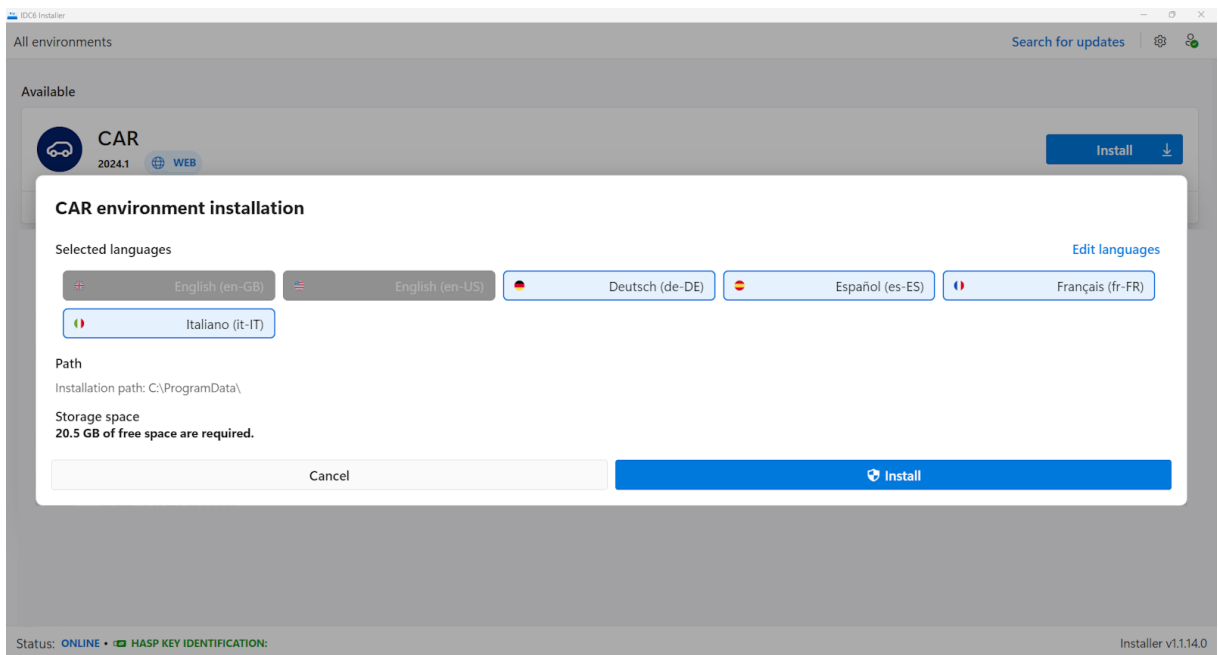 IDC6 Installer
All environments
Search for updates
Available
CAR
2024.1 WEB
Install
CAR environment installation
Selected languages
Edit languages
English (en-GB) English (en-US) Deutsch (de-DE) Español (es-ES) Français (fr-FR)
Italiano (it-IT)
Path
Installation path: C:\ProgramData\
Storage space
20.5 GB of free space are required.
Cancel
Install
Status: ONLINE • HASP KEY IDENTIFICATION:
Installer v1.1.14.0